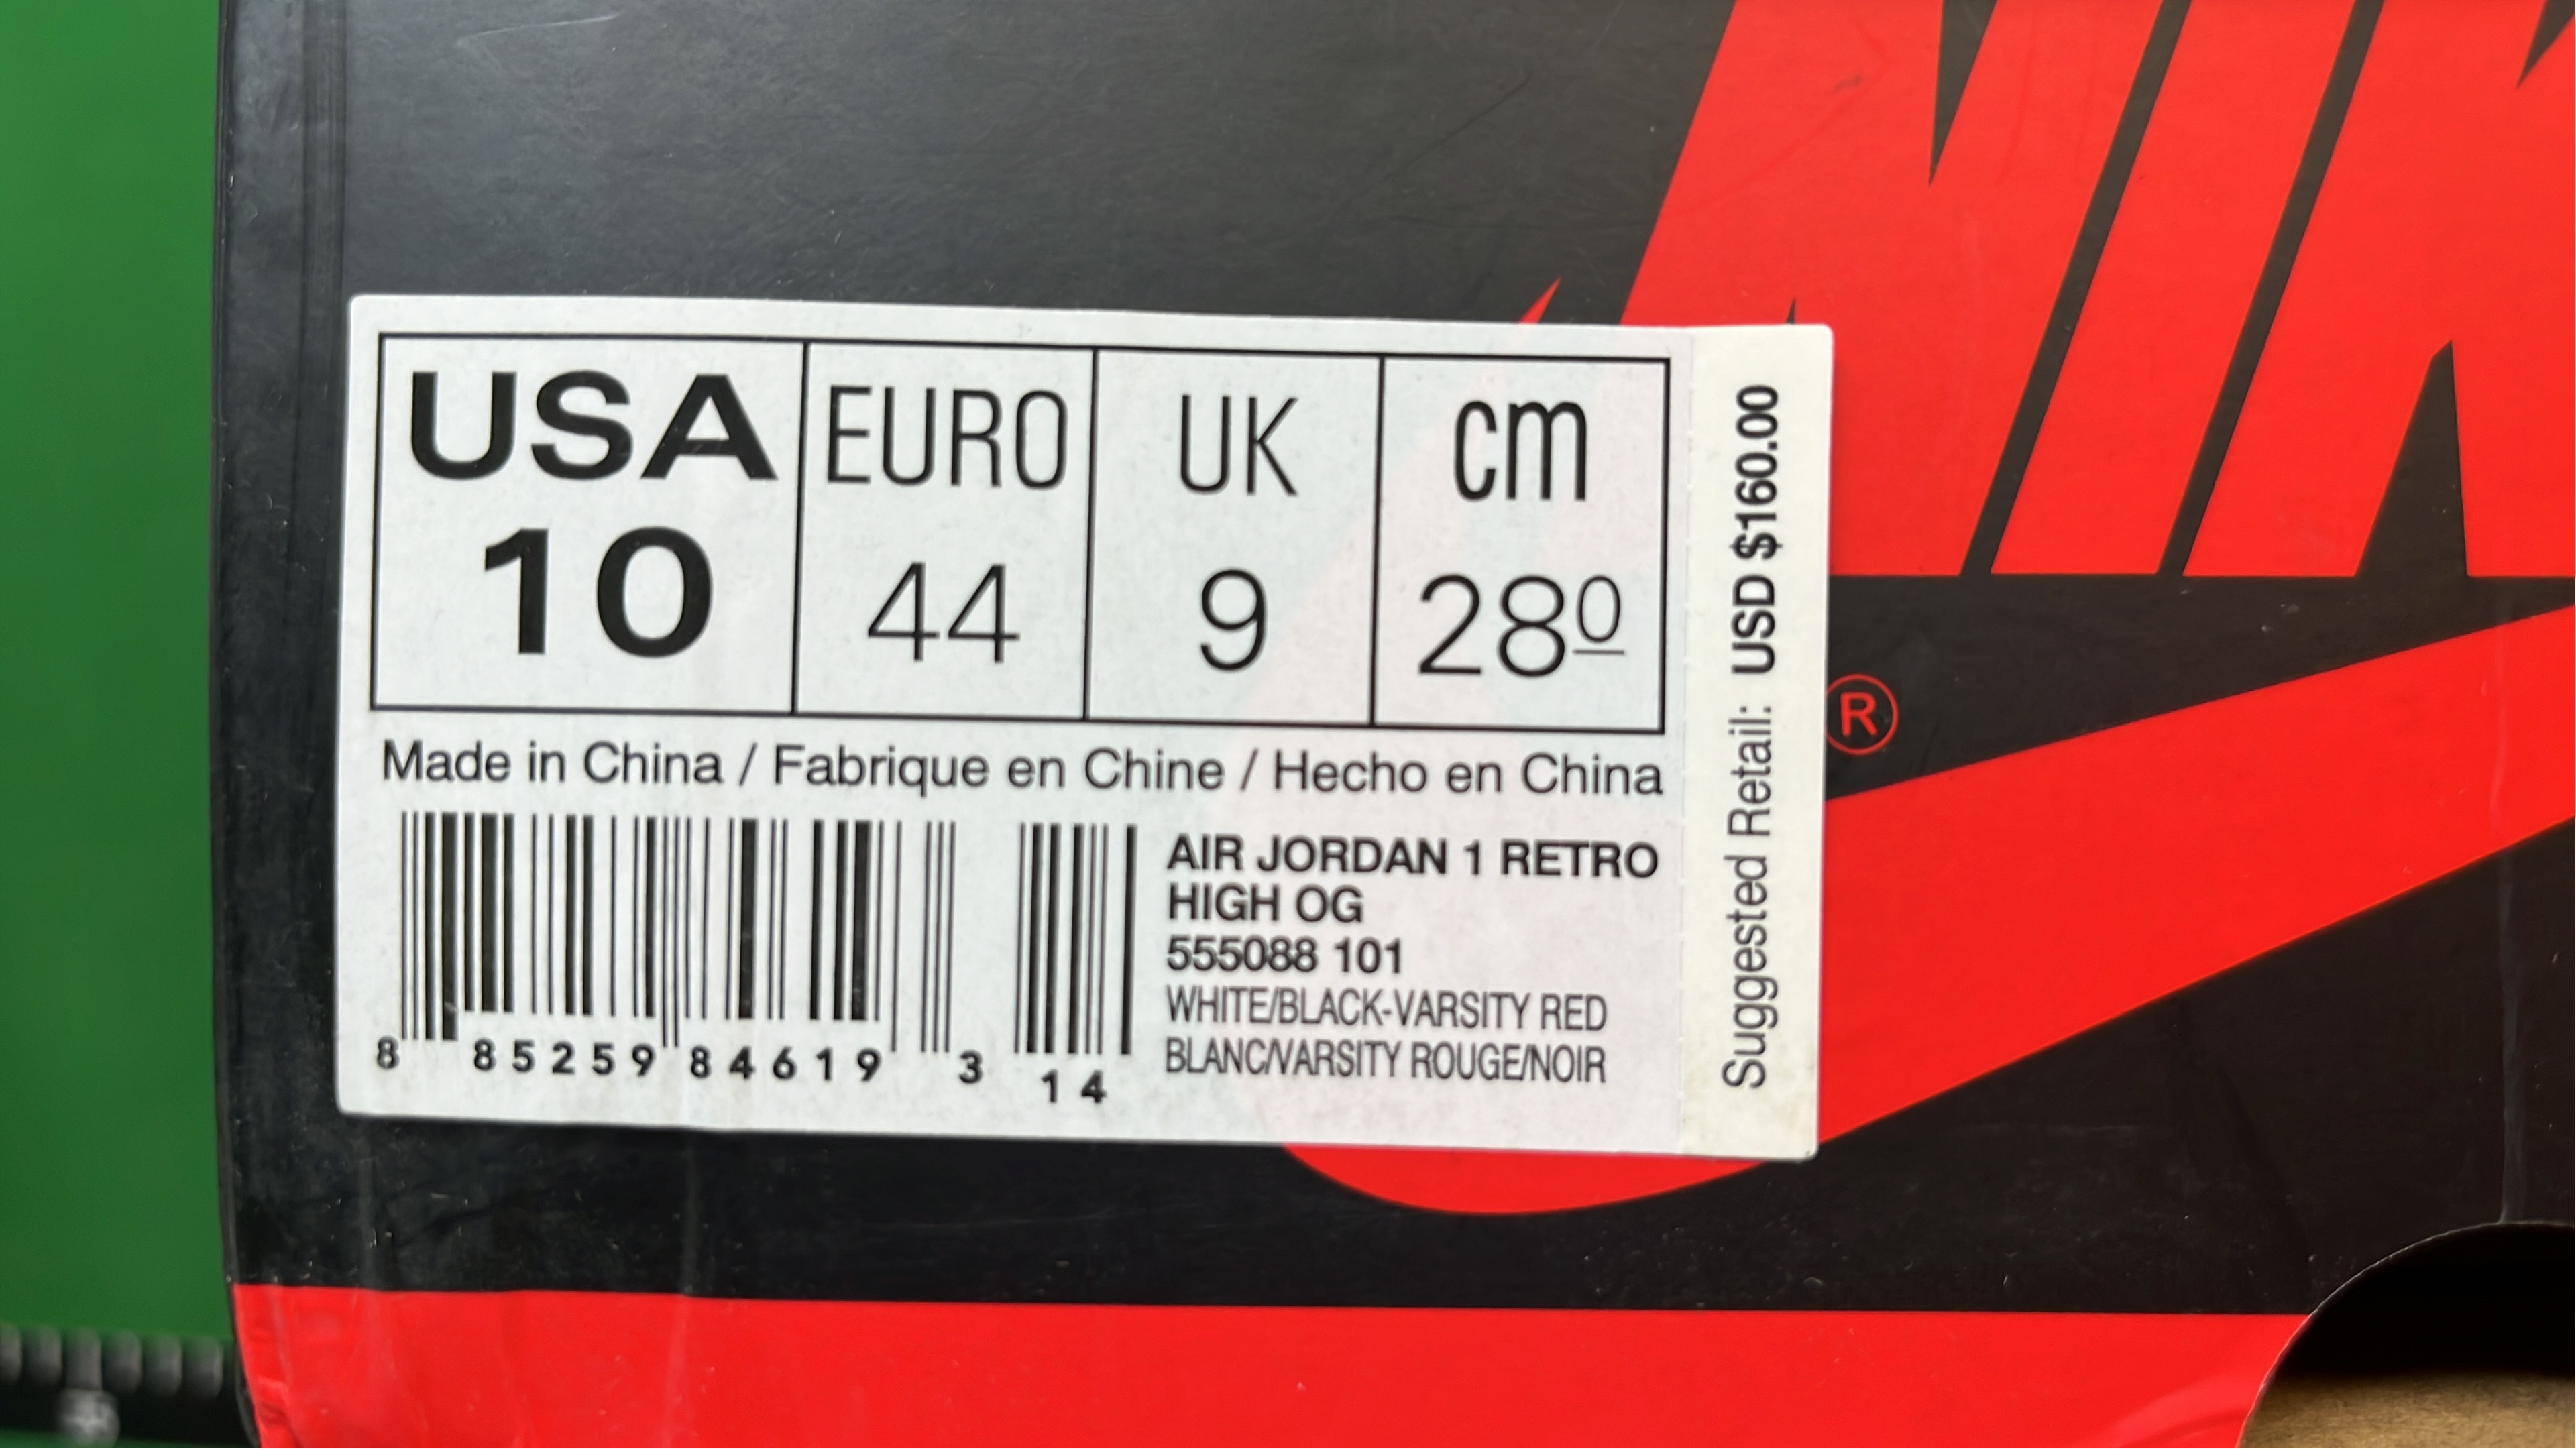 NIK
®
USA EURO UK cm
10 44 9 28 0
Made in China / Fabrique en Chine / Hecho en China
AIR JORDAN 1 RETRO
HIGH OG
555088 101
WHITE/BLACK-VARSITY RED
BLANC/VARSITY ROUGE/NOIR
8 85259 84619 3 14
Suggested Retail: USD $160.00